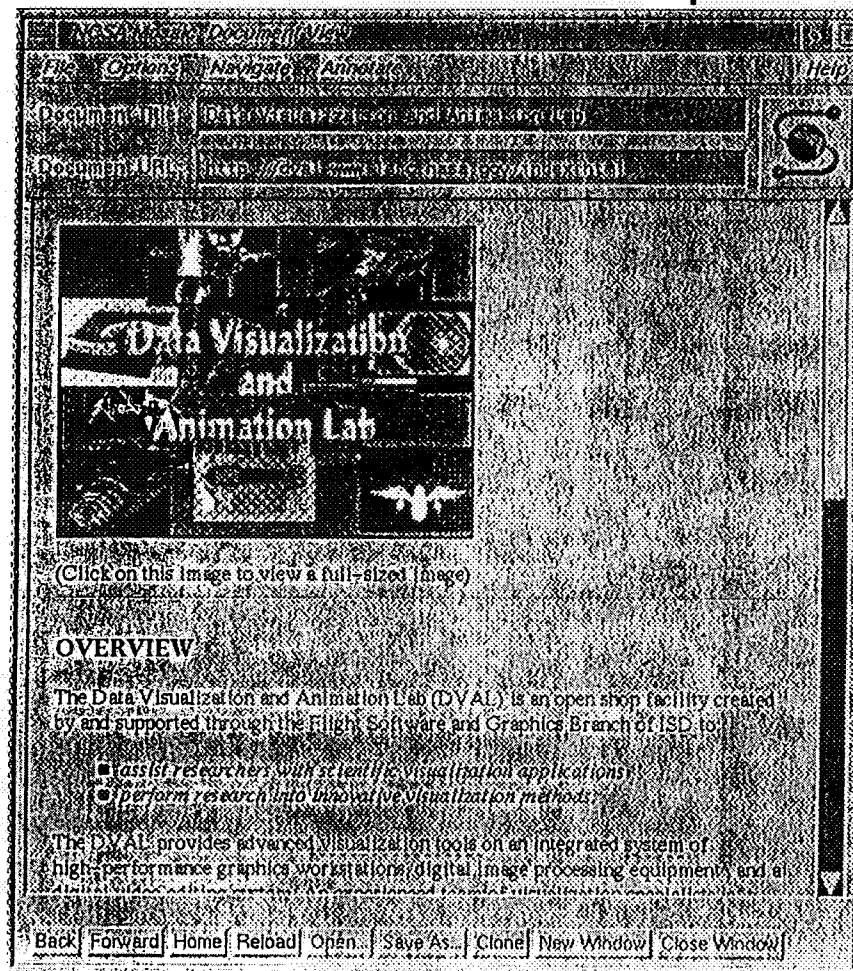 NCSA Mosaic: Document View
File Options Navigate Annotate Help
Document Title: Data Visualization and Animation Lab
Document URL:
Data Visualization
and
Animation Lab
(Click on this image to view a full-sized image)
OVERVIEW
The Data Visualization and Animation Lab (DVAL) is an open shop facility created
by and supported through the Flight Software and Graphics Branch of ISD to:
assist researchers with scientific visualization applications
perform research into innovative visualization methods.
The DVAL provides advanced visualization tools on an integrated system of
high-performance graphics workstations, digital image processing equipment, and a
Back Forward Home Reload Open... Save As... Clone New Window Close Window